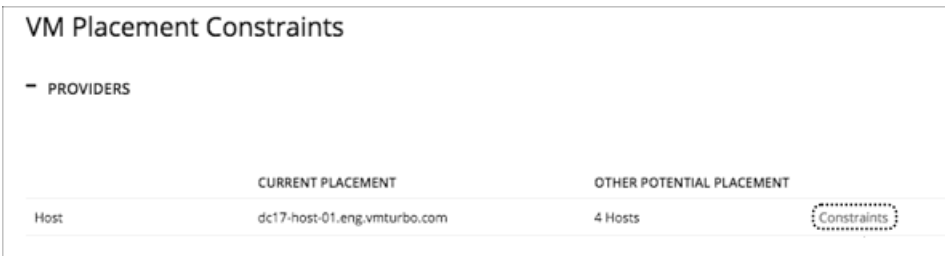 VM Placement Constraints
– PROVIDERS
CURRENT PLACEMENT OTHER POTENTIAL PLACEMENT
Host dc17-host-01.eng.vmturbo.com 4 Hosts Constraints